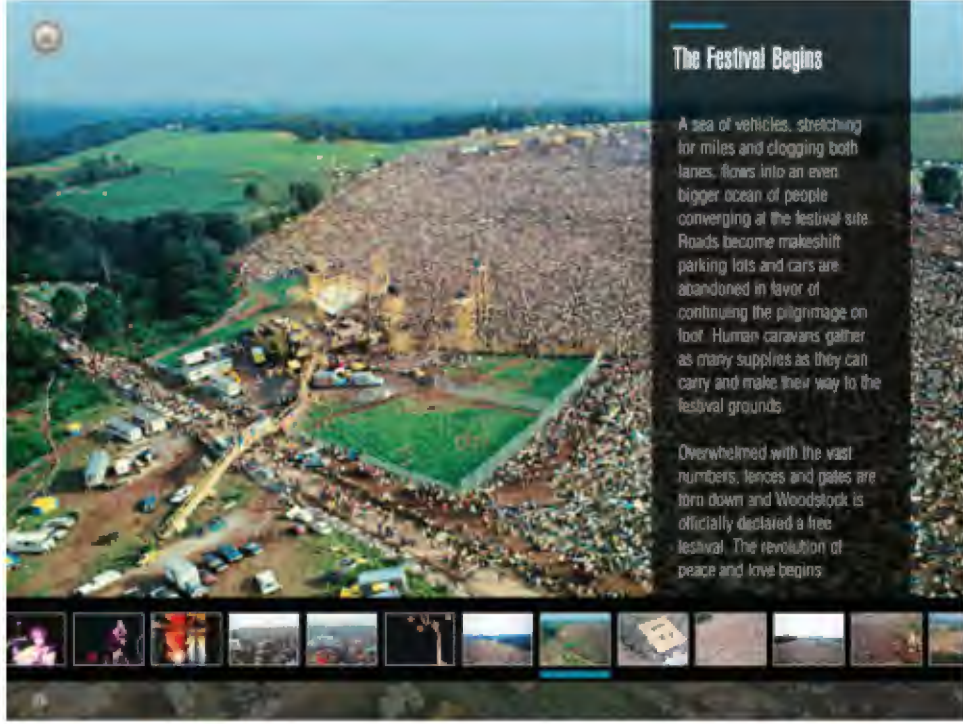 The Festival Begins
A sea of vehicles, stretching
for miles and clogging both
lanes, flows into an even
bigger ocean of people
converging at the festival site.
Roads become makeshift
parking lots and cars are
abandoned in favor of
continuing the pilgrimage on
foot. Human caravans gather
as many supplies as they can
carry and make their way to the
festival grounds.
Overwhelmed with the vast
numbers, fences and gates are
torn down and Woodstock is
officially declared a free
festival. The revolution of
peace and love begins.